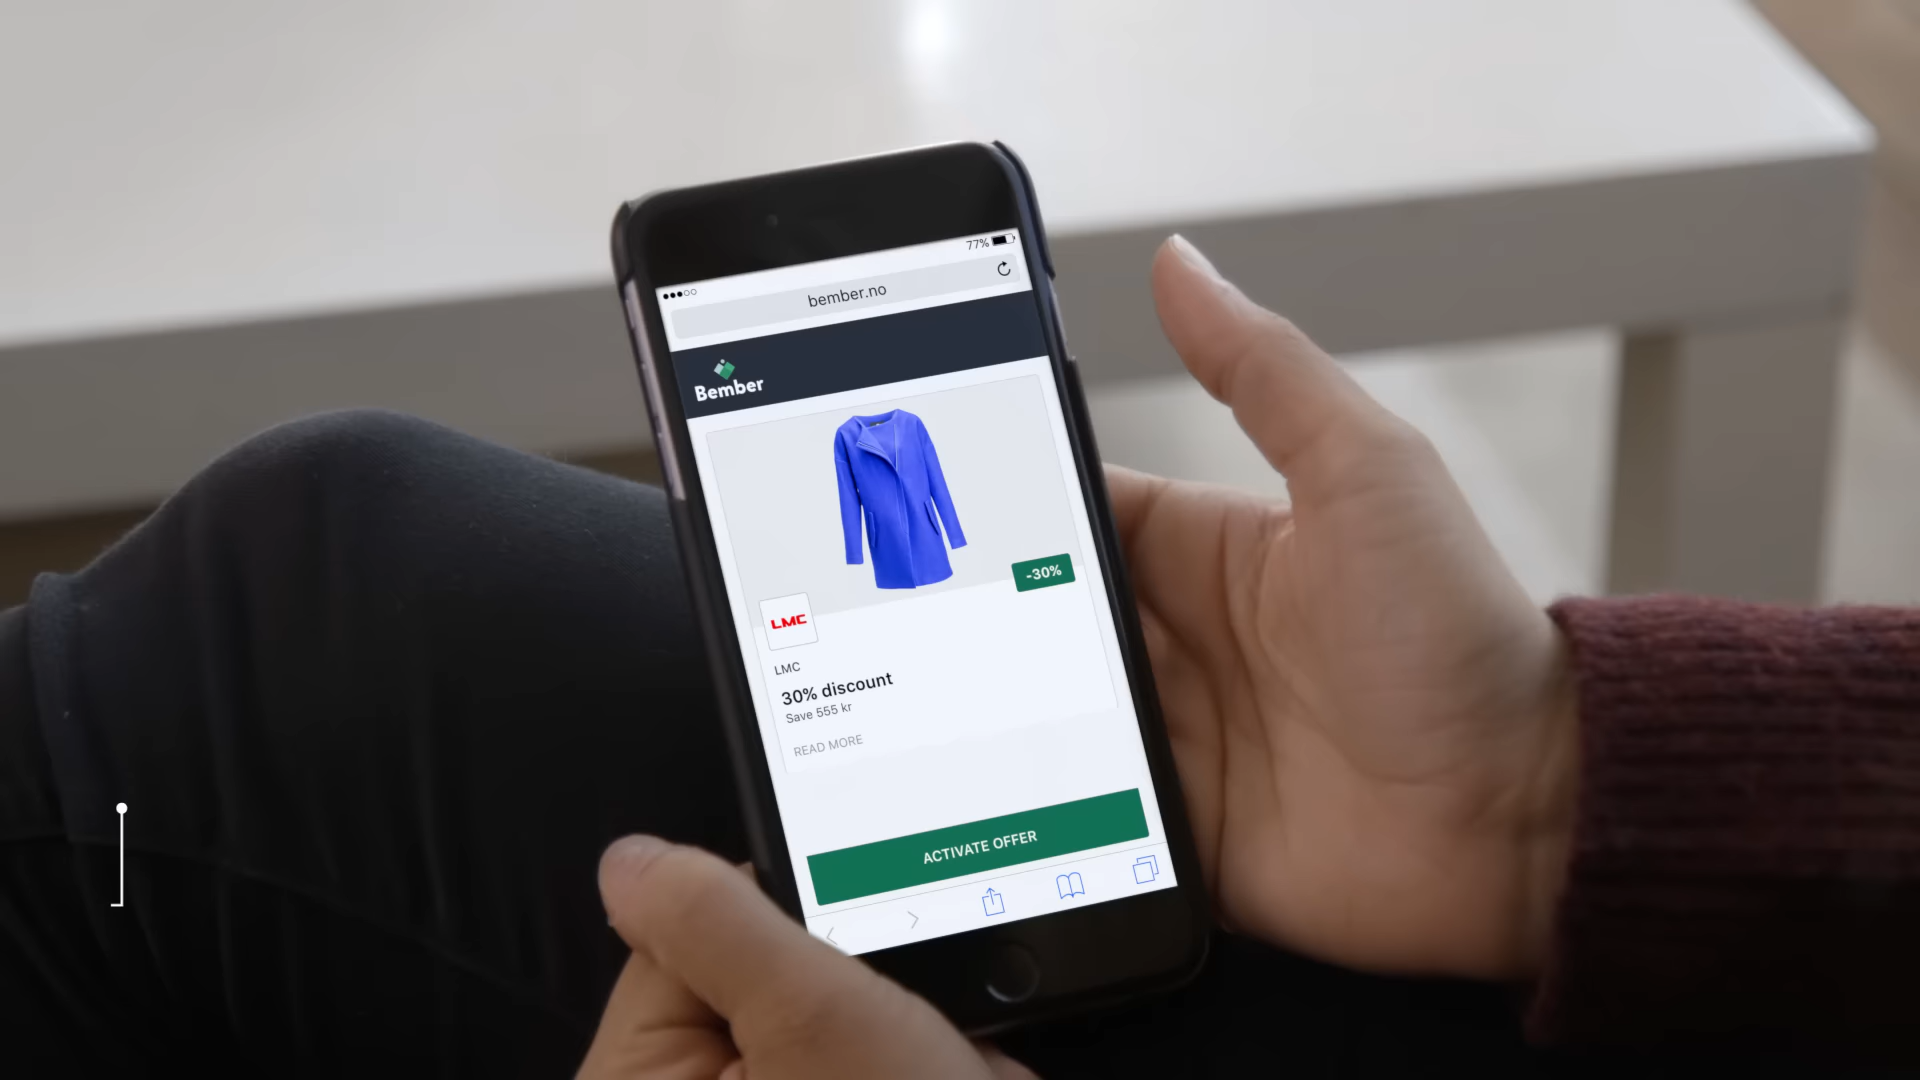 77%
bember.no
Bember
-30%
LMC
LMC
30% discount
Save 555 kr
READ MORE
ACTIVATE OFFER